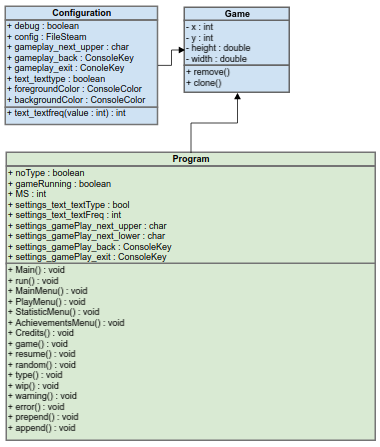 Configuration
+ debug : boolean
+ config : FileSteam
+ gameplay_next_upper : char
+ gameplay_back : ConsoleKey
+ gameplay_exit : ConoleKey
+ text_texttype : boolean
+ foregroundColor : ConsoleColor
+ backgroundColor : ConsoleColor
+ text_textfreq(value : int) : int
Game
- x : int
- y : int
- height : double
- width : double
+ remove()
+ clone()
Program
+ noType : boolean
+ gameRunning : boolean
+ MS : int
+ settings_text_textType : bool
+ settings_text_textFreq : int
+ settings_gamePlay_next_upper : char
+ settings_gamePlay_next_lower : char
+ settings_gamePlay_back : ConsoleKey
+ settings_gamePlay_exit : ConsoleKey
+ Main() : void
+ run() : void
+ MainMenu() : void
+ PlayMenu() : void
+ StatisticMenu() : void
+ AchievementsMenu() : void
+ Credits() : void
+ game() : void
+ resume() : void
+ random() : void
+ type() : void
+ wip() : void
+ warning() : void
+ error() : void
+ prepend() : void
+ append() : void